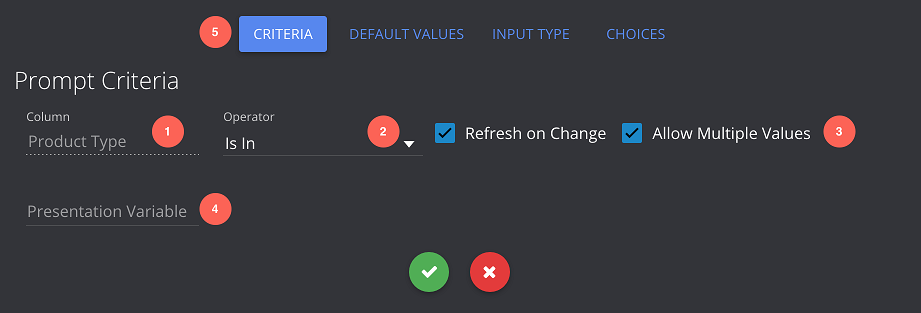 5 CRITERIA DEFAULT VALUES INPUT TYPE CHOICES
Prompt Criteria
Column Operator
Product Type 1 Is In 2 Refresh on Change Allow Multiple Values 3
Presentation Variable 4